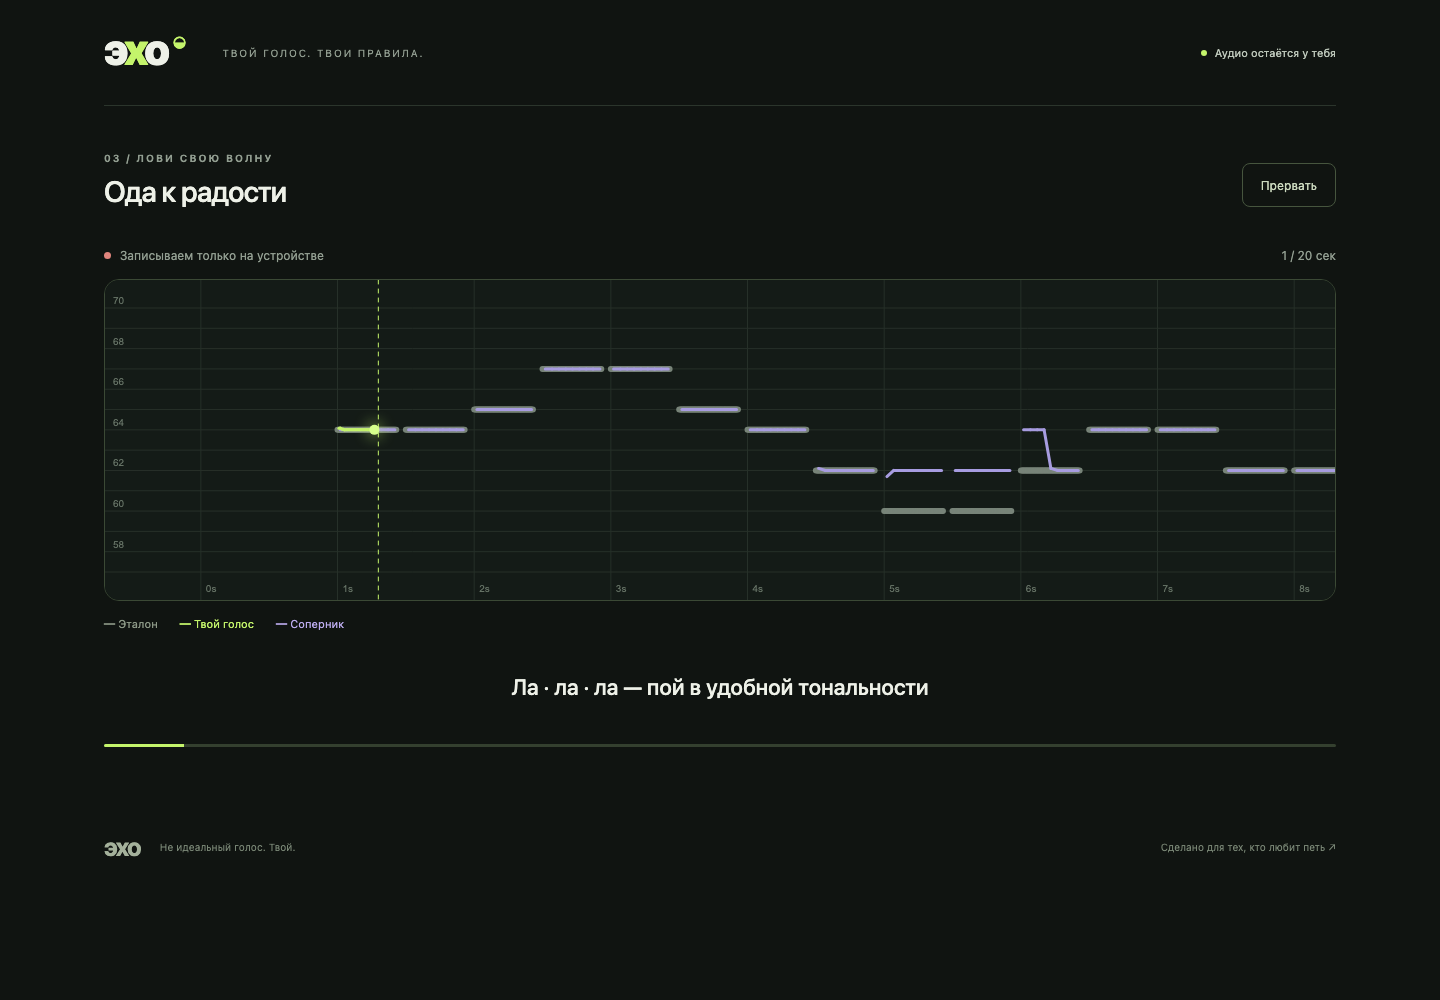 ЭХО
ТВОЙ ГОЛОС. ТВОИ ПРАВИЛА.
Аудио остаётся у тебя
03 / ЛОВИ СВОЮ ВОЛНУ
Ода к радости
Прервать
Записываем только на устройстве
1 / 20 сек
70
68
66
64
62
60
58
0s
1s
2s
3s
4s
5s
6s
7s
8s
Эталон
Твой голос
Соперник
Ла · ла · ла — пой в удобной тональности
ЭХО
Не идеальный голос. Твой.
Сделано для тех, кто любит петь ↗